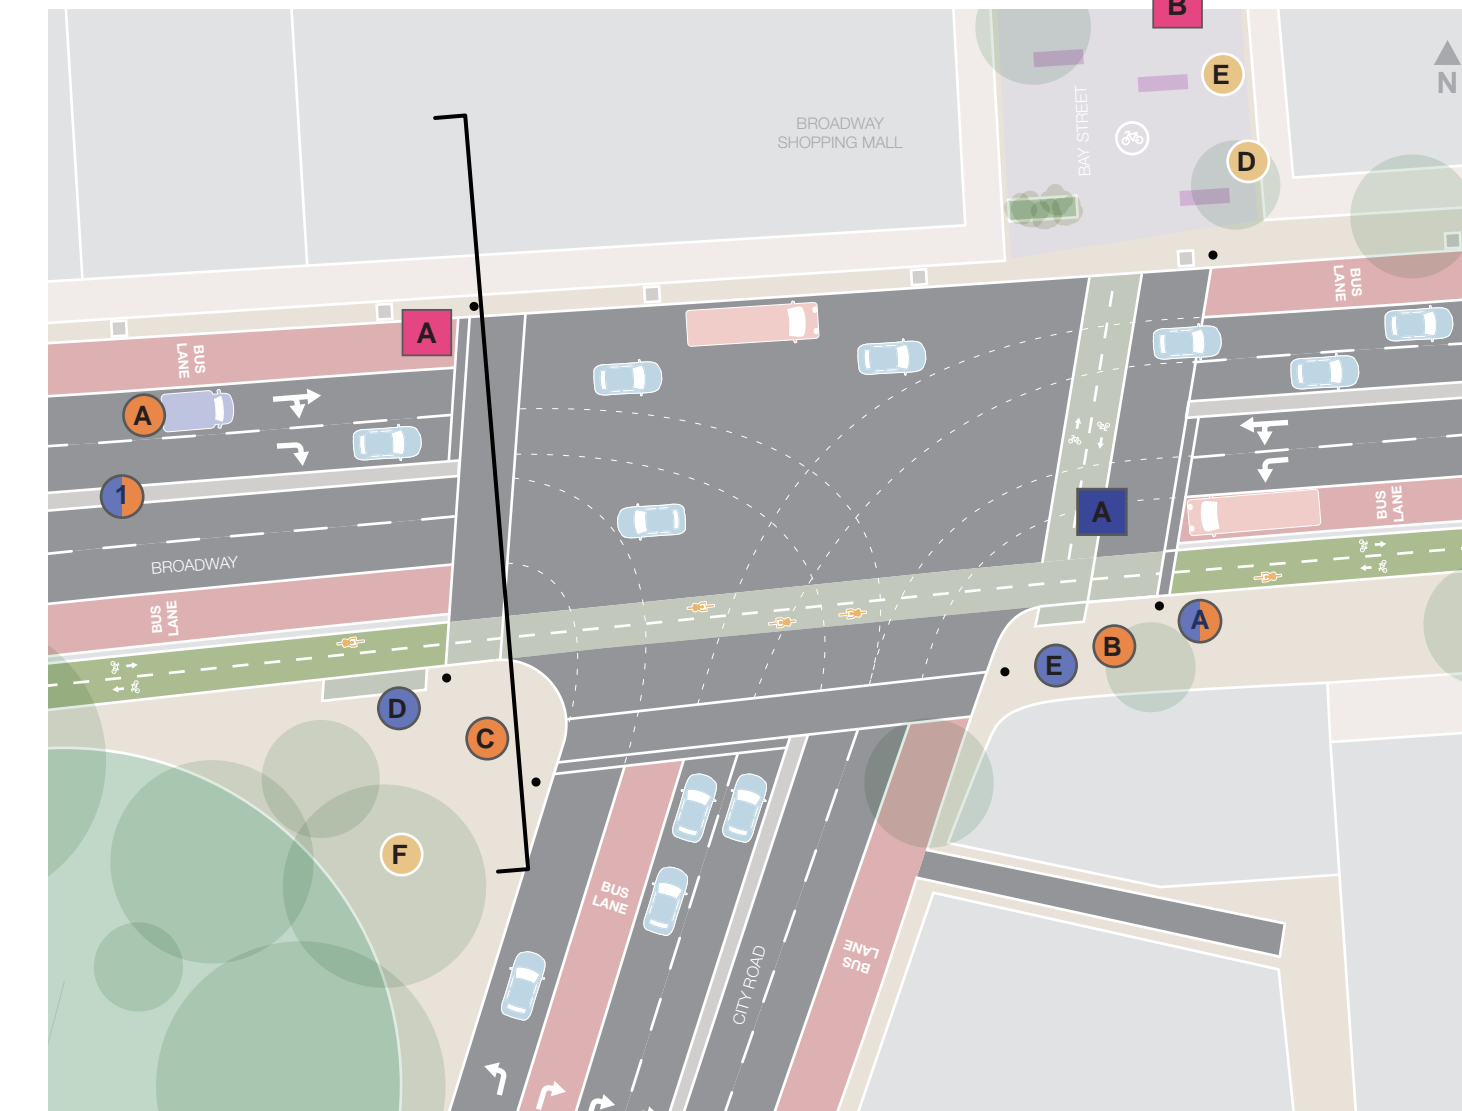 B
E
N
BROADWAY
SHOPPING MALL
BAY STREET
D
BUS
LANE
A
BUS
LANE
A
1
A
BUS
LANE
BROADWAY
BUS
LANE
A
B
E
D
C
F
BUS
LANE
CITY ROAD
BUS
LANE